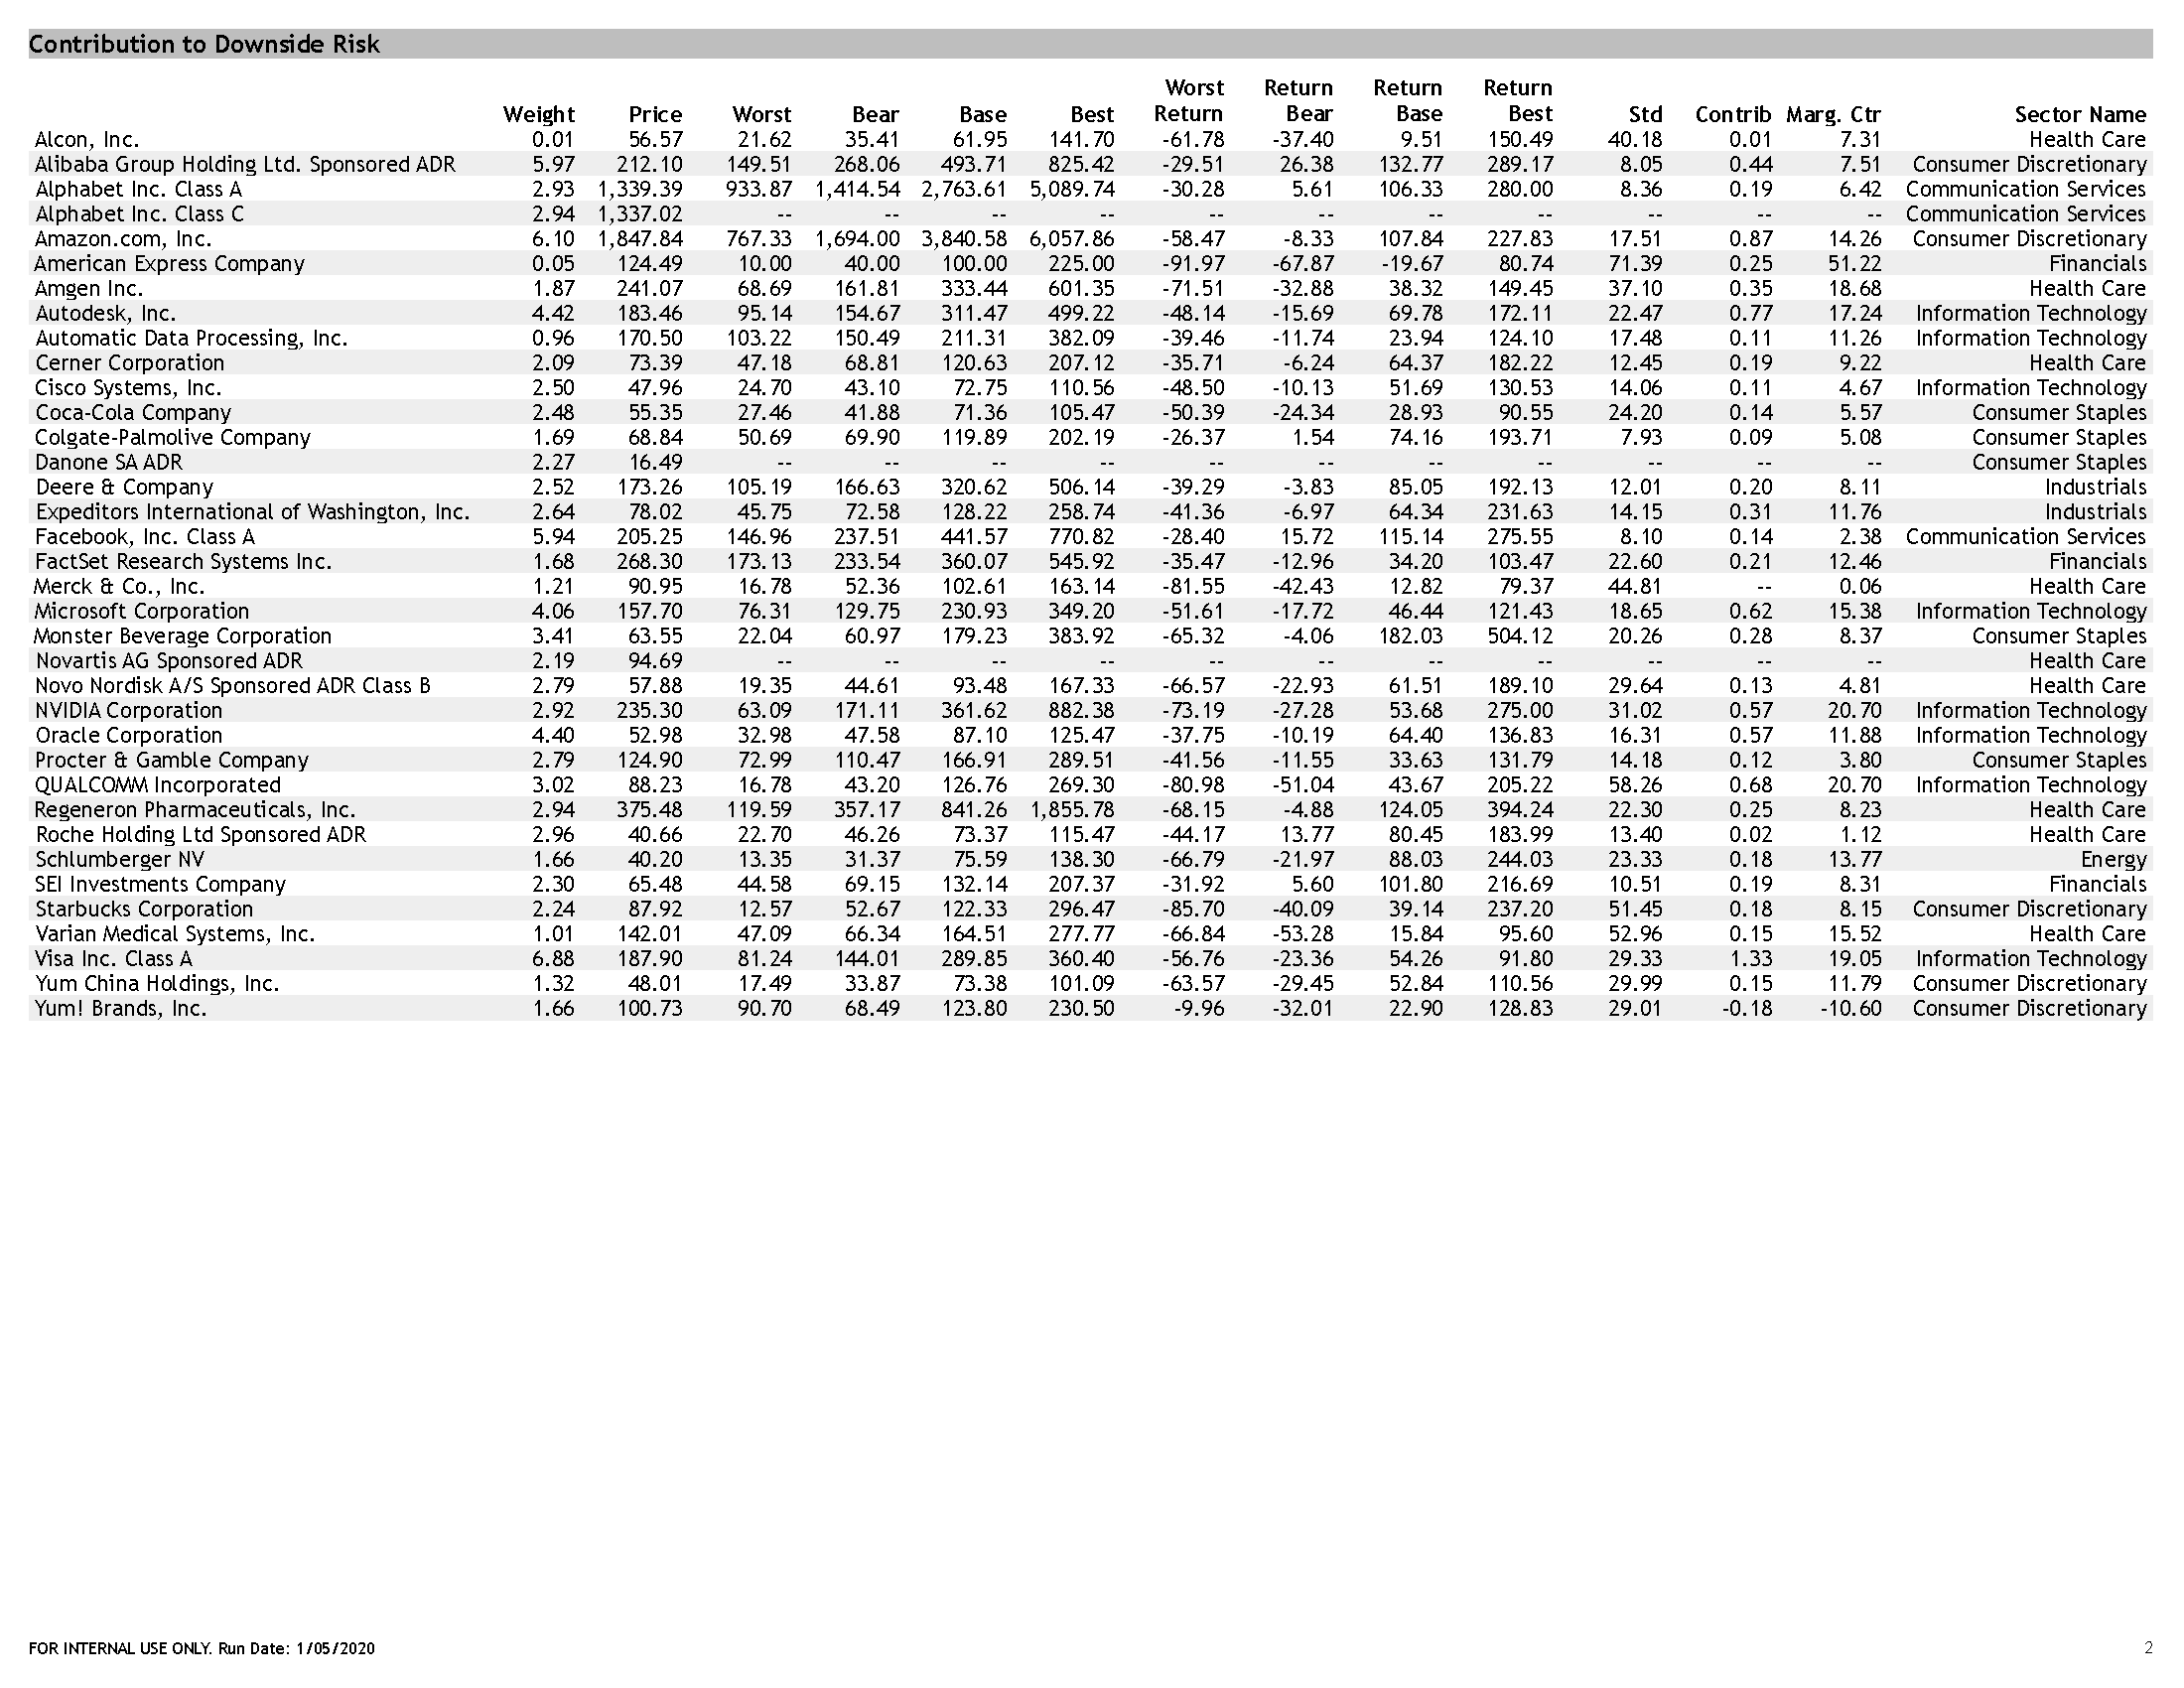 Contribution to Downside Risk
Worst Return Return Return
Weight Price Worst Bear Base Best Return Bear Base Best Std Contrib Marg. Ctr Sector Name
Alcon, Inc. 0.01 56.57 21.62 35.41 61.95 141.70 -61.78 -37.40 9.51 150.49 40.18 0.01 7.31 Health Care
Alibaba Group Holding Ltd. Sponsored ADR 5.97 212.10 149.51 268.06 493.71 825.42 -29.51 26.38 132.77 289.17 8.05 0.44 7.51 Consumer Discretionary
Alphabet Inc. Class A 2.93 1,339.39 933.87 1,414.54 2,763.61 5,089.74 -30.28 5.61 106.33 280.00 8.36 0.19 6.42 Communication Services
Alphabet Inc. Class C 2.94 1,337.02 -- -- -- -- -- -- -- -- -- -- -- Communication Services
Amazon.com, Inc. 6.10 1,847.84 767.33 1,694.00 3,840.58 6,057.86 -58.47 -8.33 107.84 227.83 17.51 0.87 14.26 Consumer Discretionary
American Express Company 0.05 124.49 10.00 40.00 100.00 225.00 -91.97 -67.87 -19.67 80.74 71.39 0.25 51.22 Financials
Amgen Inc. 1.87 241.07 68.69 161.81 333.44 601.35 -71.51 -32.88 38.32 149.45 37.10 0.35 18.68 Health Care
Autodesk, Inc. 4.42 183.46 95.14 154.67 311.47 499.22 -48.14 -15.69 69.78 172.11 22.47 0.77 17.24 Information Technology
Automatic Data Processing, Inc. 0.96 170.50 103.22 150.49 211.31 382.09 -39.46 -11.74 23.94 124.10 17.48 0.11 11.26 Information Technology
Cerner Corporation 2.09 73.39 47.18 68.81 120.63 207.12 -35.71 -6.24 64.37 182.22 12.45 0.19 9.22 Health Care
Cisco Systems, Inc. 2.50 47.96 24.70 43.10 72.75 110.56 -48.50 -10.13 51.69 130.53 14.06 0.11 4.67 Information Technology
Coca-Cola Company 2.48 55.35 27.46 41.88 71.36 105.47 -50.39 -24.34 28.93 90.55 24.20 0.14 5.57 Consumer Staples
Colgate-Palmolive Company 1.69 68.84 50.69 69.90 119.89 202.19 -26.37 1.54 74.16 193.71 7.93 0.09 5.08 Consumer Staples
Danone SA ADR 2.27 16.49 -- -- -- -- -- -- -- -- -- -- -- Consumer Staples
Deere & Company 2.52 173.26 105.19 166.63 320.62 506.14 -39.29 -3.83 85.05 192.13 12.01 0.20 8.11 Industrials
Expeditors International of Washington, Inc. 2.64 78.02 45.75 72.58 128.22 258.74 -41.36 -6.97 64.34 231.63 14.15 0.31 11.76 Industrials
Facebook, Inc. Class A 5.94 205.25 146.96 237.51 441.57 770.82 -28.40 15.72 115.14 275.55 8.10 0.14 2.38 Communication Services
FactSet Research Systems Inc. 1.68 268.30 173.13 233.54 360.07 545.92 -35.47 -12.96 34.20 103.47 22.60 0.21 12.46 Financials
Merck & Co., Inc. 1.21 90.95 16.78 52.36 102.61 163.14 -81.55 -42.43 12.82 79.37 44.81 -- 0.06 Health Care
Microsoft Corporation 4.06 157.70 76.31 129.75 230.93 349.20 -51.61 -17.72 46.44 121.43 18.65 0.62 15.38 Information Technology
Monster Beverage Corporation 3.41 63.55 22.04 60.97 179.23 383.92 -65.32 -4.06 182.03 504.12 20.26 0.28 8.37 Consumer Staples
Novartis AG Sponsored ADR 2.19 94.69 -- -- -- -- -- -- -- -- -- -- -- Health Care
Novo Nordisk A/S Sponsored ADR Class B 2.79 57.88 19.35 44.61 93.48 167.33 -66.57 -22.93 61.51 189.10 29.64 0.13 4.81 Health Care
NVIDIA Corporation 2.92 235.30 63.09 171.11 361.62 882.38 -73.19 -27.28 53.68 275.00 31.02 0.57 20.70 Information Technology
Oracle Corporation 4.40 52.98 32.98 47.58 87.10 125.47 -37.75 -10.19 64.40 136.83 16.31 0.57 11.88 Information Technology
Procter & Gamble Company 2.79 124.90 72.99 110.47 166.91 289.51 -41.56 -11.55 33.63 131.79 14.18 0.12 3.80 Consumer Staples
QUALCOMM Incorporated 3.02 88.23 16.78 43.20 126.76 269.30 -80.98 -51.04 43.67 205.22 58.26 0.68 20.70 Information Technology
Regeneron Pharmaceuticals, Inc. 2.94 375.48 119.59 357.17 841.26 1,855.78 -68.15 -4.88 124.05 394.24 22.30 0.25 8.23 Health Care
Roche Holding Ltd Sponsored ADR 2.96 40.66 22.70 46.26 73.37 115.47 -44.17 13.77 80.45 183.99 13.40 0.02 1.12 Health Care
Schlumberger NV 1.66 40.20 13.35 31.37 75.59 138.30 -66.79 -21.97 88.03 244.03 23.33 0.18 13.77 Energy
SEI Investments Company 2.30 65.48 44.58 69.15 132.14 207.37 -31.92 5.60 101.80 216.69 10.51 0.19 8.31 Financials
Starbucks Corporation 2.24 87.92 12.57 52.67 122.33 296.47 -85.70 -40.09 39.14 237.20 51.45 0.18 8.15 Consumer Discretionary
Varian Medical Systems, Inc. 1.01 142.01 47.09 66.34 164.51 277.77 -66.84 -53.28 15.84 95.60 52.96 0.15 15.52 Health Care
Visa Inc. Class A 6.88 187.90 81.24 144.01 289.85 360.40 -56.76 -23.36 54.26 91.80 29.33 1.33 19.05 Information Technology
Yum China Holdings, Inc. 1.32 48.01 17.49 33.87 73.38 101.09 -63.57 -29.45 52.84 110.56 29.99 0.15 11.79 Consumer Discretionary
Yum! Brands, Inc. 1.66 100.73 90.70 68.49 123.80 230.50 -9.96 -32.01 22.90 128.83 29.01 -0.18 -10.60 Consumer Discretionary
FOR INTERNAL USE ONLY. Run Date: 1/05/2020 2